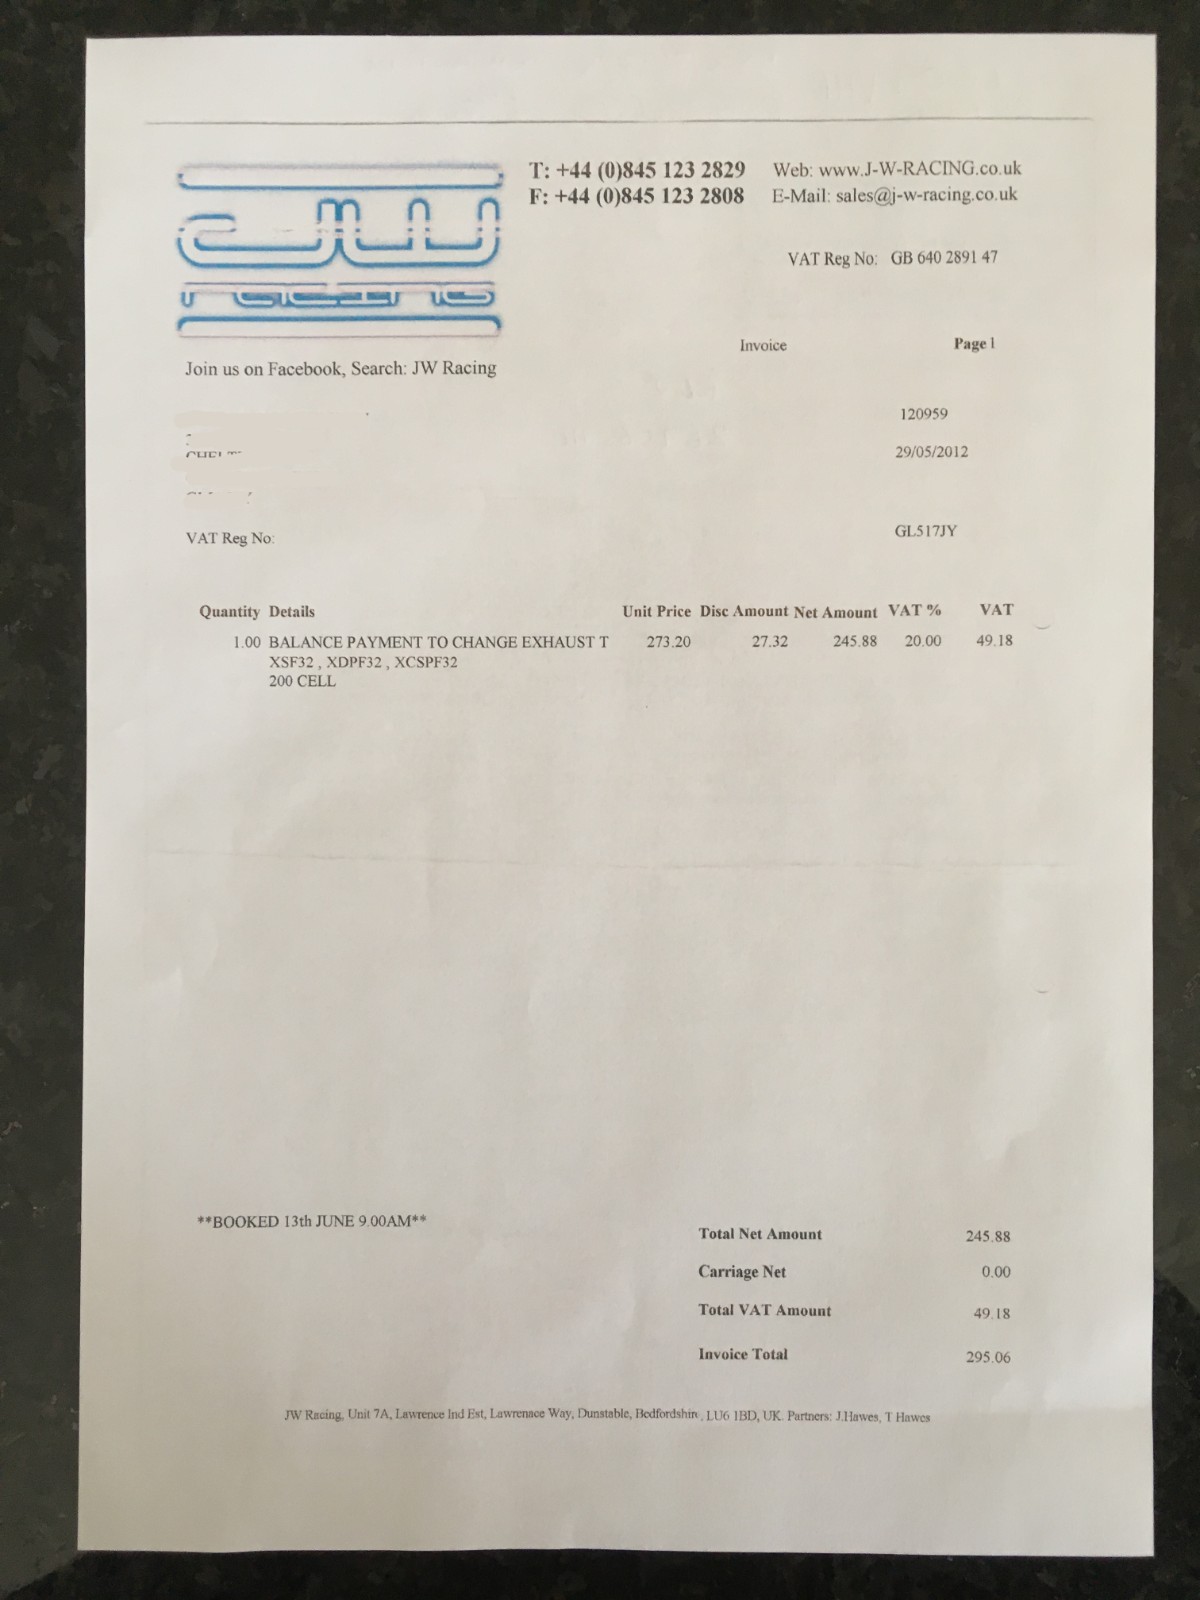 T: +44 (0)845 123 2829 Web: www.J-W-RACING.co.uk
F: +44 (0)845 123 2808 E-Mail: sales@j-w-racing.co.uk
JW
racing
VAT Reg No: GB 640 2891 47
Invoice Page 1
Join us on Facebook, Search: JW Racing
120959
29/05/2012
VAT Reg No: GL517JY
Quantity Details Unit Price Disc Amount Net Amount VAT % VAT
1.00 BALANCE PAYMENT TO CHANGE EXHAUST T 273.20 27.32 245.88 20.00 49.18
XSF32 , XDPF32 , XCSPF32
200 CELL
**BOOKED 13th JUNE 9.00AM**
Total Net Amount 245.88
Carriage Net 0.00
Total VAT Amount 49.18
Invoice Total 295.06
JW Racing, Unit 7A, Lawrence Ind Est, Lawrenace Way, Dunstable, Bedfordshin , LU6 1BD, UK. Partners: J.Hawes, T Hawes